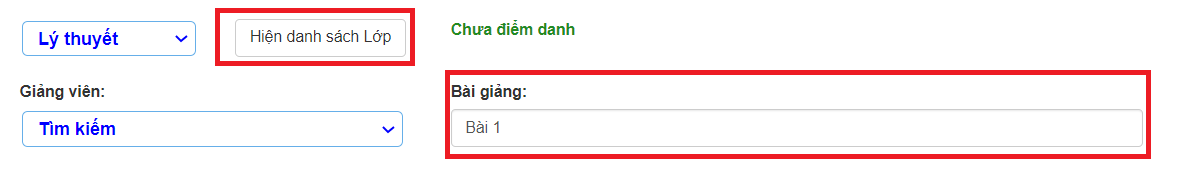 Lý thuyết
Hiện danh sách Lớp
Chưa điểm danh
Giảng viên:
Bài giảng:
Tìm kiếm
Bài 1